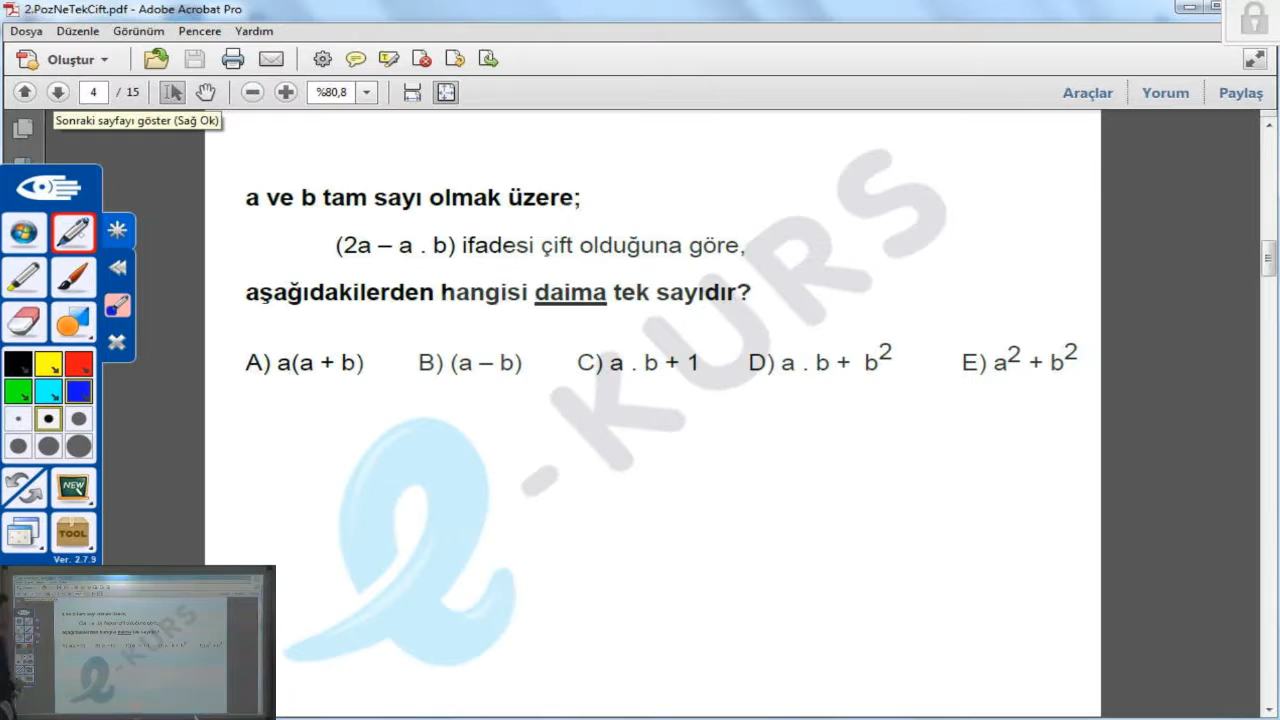 2.PozNeTekCift.pdf - Adobe Acrobat Pro
Dosya Düzenle Görünüm Pencere Yardım
Oluştur
4 / 15 %80,8 Araçlar Yorum Paylaş
Sonraki sayfayı göster (Sağ Ok)
a ve b tam sayı olmak üzere;
(2a – a . b) ifadesi çift olduğuna göre,
aşağıdakilerden hangisi daima tek sayıdır?
A) a(a + b) B) (a – b) C) a . b + 1 D) a . b + b² E) a² + b²
e-KURS
NEW
TOOL
Ver. 2.7.9